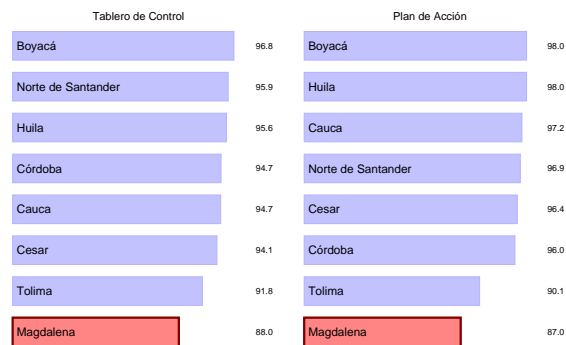 Tablero de Control
Boyacá 96.8
Norte de Santander 95.9
Huila 95.6
Córdoba 94.7
Cauca 94.7
Cesar 94.1
Tolima 91.8
Magdalena 88.0
Plan de Acción
Boyacá 98.0
Huila 98.0
Cauca 97.2
Norte de Santander 96.9
Cesar 96.4
Córdoba 96.0
Tolima 90.1
Magdalena 87.0